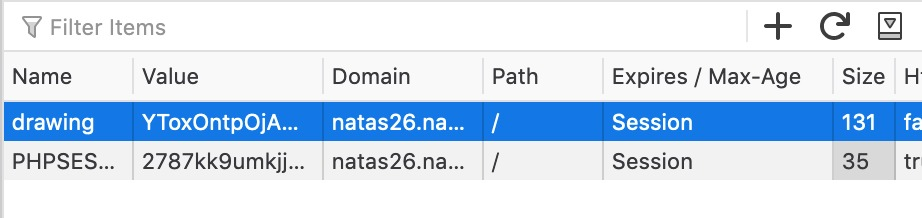 Filter Items
Name Value Domain Path Expires / Max-Age Size Ht
drawing YToxOntpOjA... natas26.na... / Session 131 fa
PHPSES... 2787kk9umkjj... natas26.na... / Session 35 tr